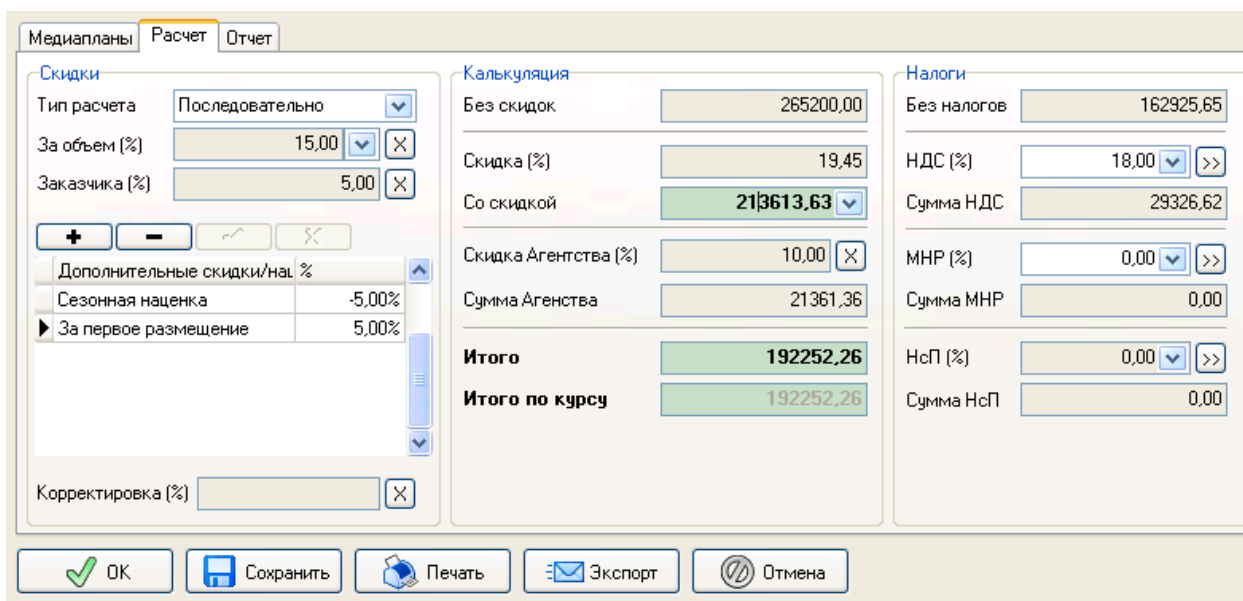 Медиапланы Расчет Отчет
Скидки
Тип расчета Последовательно
За объем (%) 15,00 X
Заказчика (%) 5,00 X
+ -
Дополнительные скидки/нац %
Сезонная наценка -5,00%
За первое размещение 5,00%
Корректировка (%) X
Калькуляция
Без скидок 265200,00
Скидка (%) 19,45
Со скидкой 213613,63
Скидка Агентства (%) 10,00 X
Сумма Агенства 21361,36
Итого 192252,26
Итого по курсу 192252,26
Налоги
Без налогов 162925,65
НДС (%) 18,00 >>
Сумма НДС 29326,62
МНР (%) 0,00 >>
Сумма МНР 0,00
НсП (%) 0,00 >>
Сумма НсП 0,00
ОК Сохранить Печать Экспорт Отмена